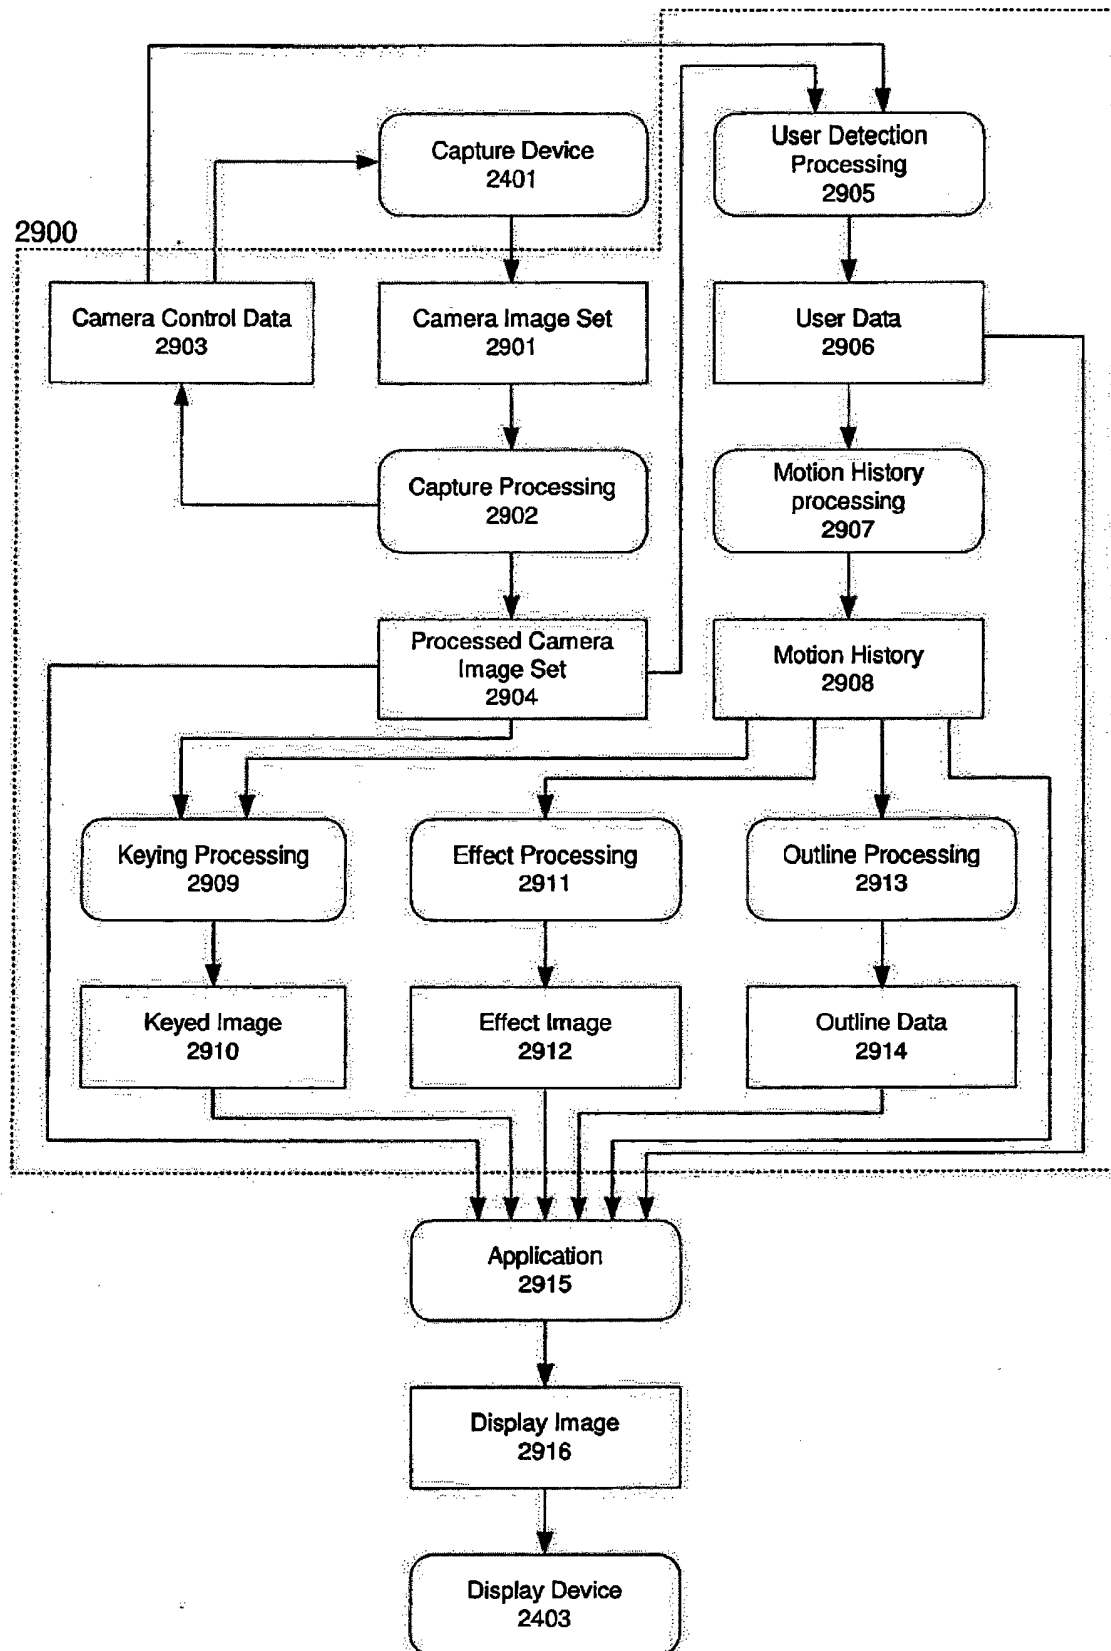 Capture Device
2401
User Detection
Processing
2905
2900
Camera Control Data
2903
Camera Image Set
2901
User Data
2906
Capture Processing
2902
Motion History
processing
2907
Processed Camera
Image Set
2904
Motion History
2908
Keying Processing
2909
Effect Processing
2911
Outline Processing
2913
Keyed Image
2910
Effect Image
2912
Outline Data
2914
Application
2915
Display Image
2916
Display Device
2403